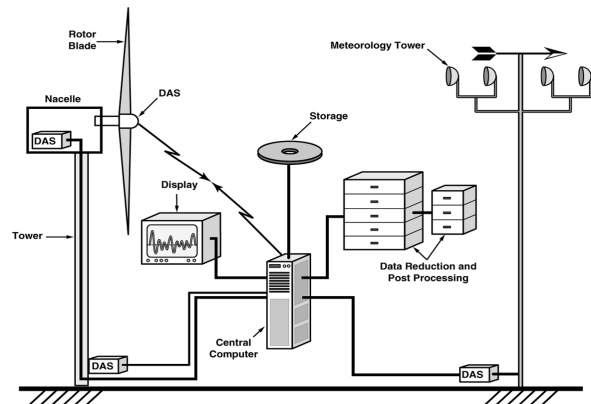 Rotor
Blade
Meteorology Tower
DAS
Nacelle
Storage
DAS
Display
Tower
Data Reduction and
Post Processing
Central
Computer
DAS
DAS